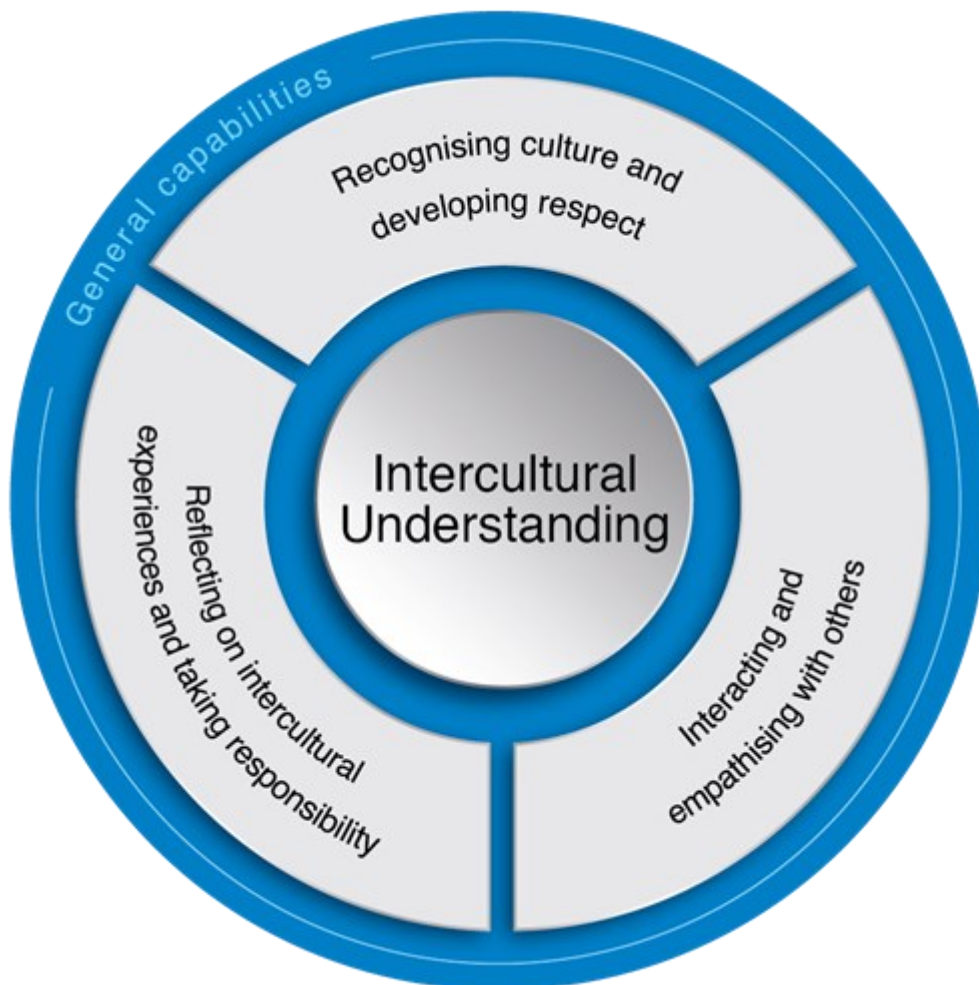 General capabilities
Recognising culture and
developing respect
Intercultural
Understanding
Interacting and
empathising with others
Reflecting on intercultural
experiences and taking responsibility